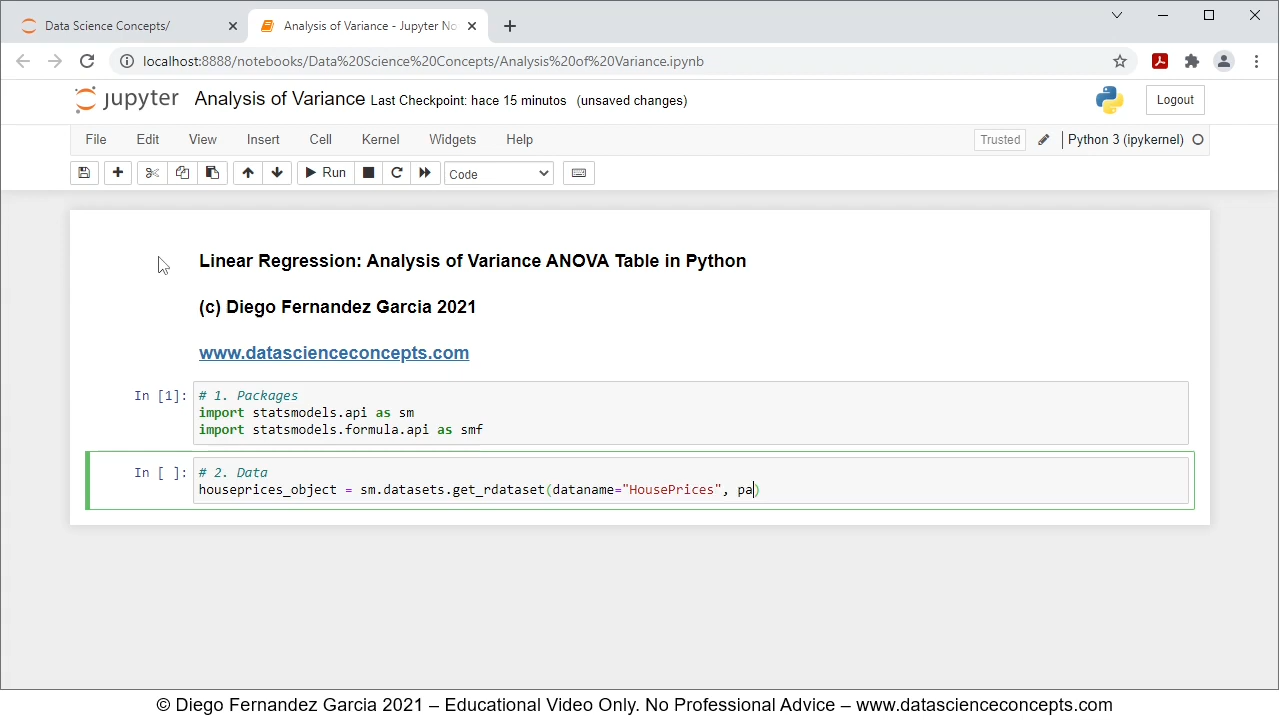 Data Science Concepts/
Analysis of Variance - Jupyter No
localhost:8888/notebooks/Data%20Science%20Concepts/Analysis%20of%20Variance.ipynb
jupyter Analysis of Variance Last Checkpoint: hace 15 minutos (unsaved changes)
Logout
File Edit View Insert Cell Kernel Widgets Help
Trusted Python 3 (ipykernel)
Run Code
Linear Regression: Analysis of Variance ANOVA Table in Python
(c) Diego Fernandez Garcia 2021
www.datascienceconcepts.com
In [1]: # 1. Packages
import statsmodels.api as sm
import statsmodels.formula.api as smf
In [ ]: # 2. Data
houseprices_object = sm.datasets.get_rdataset(dataname="HousePrices", pa)
© Diego Fernandez Garcia 2021 – Educational Video Only. No Professional Advice – www.datascienceconcepts.com